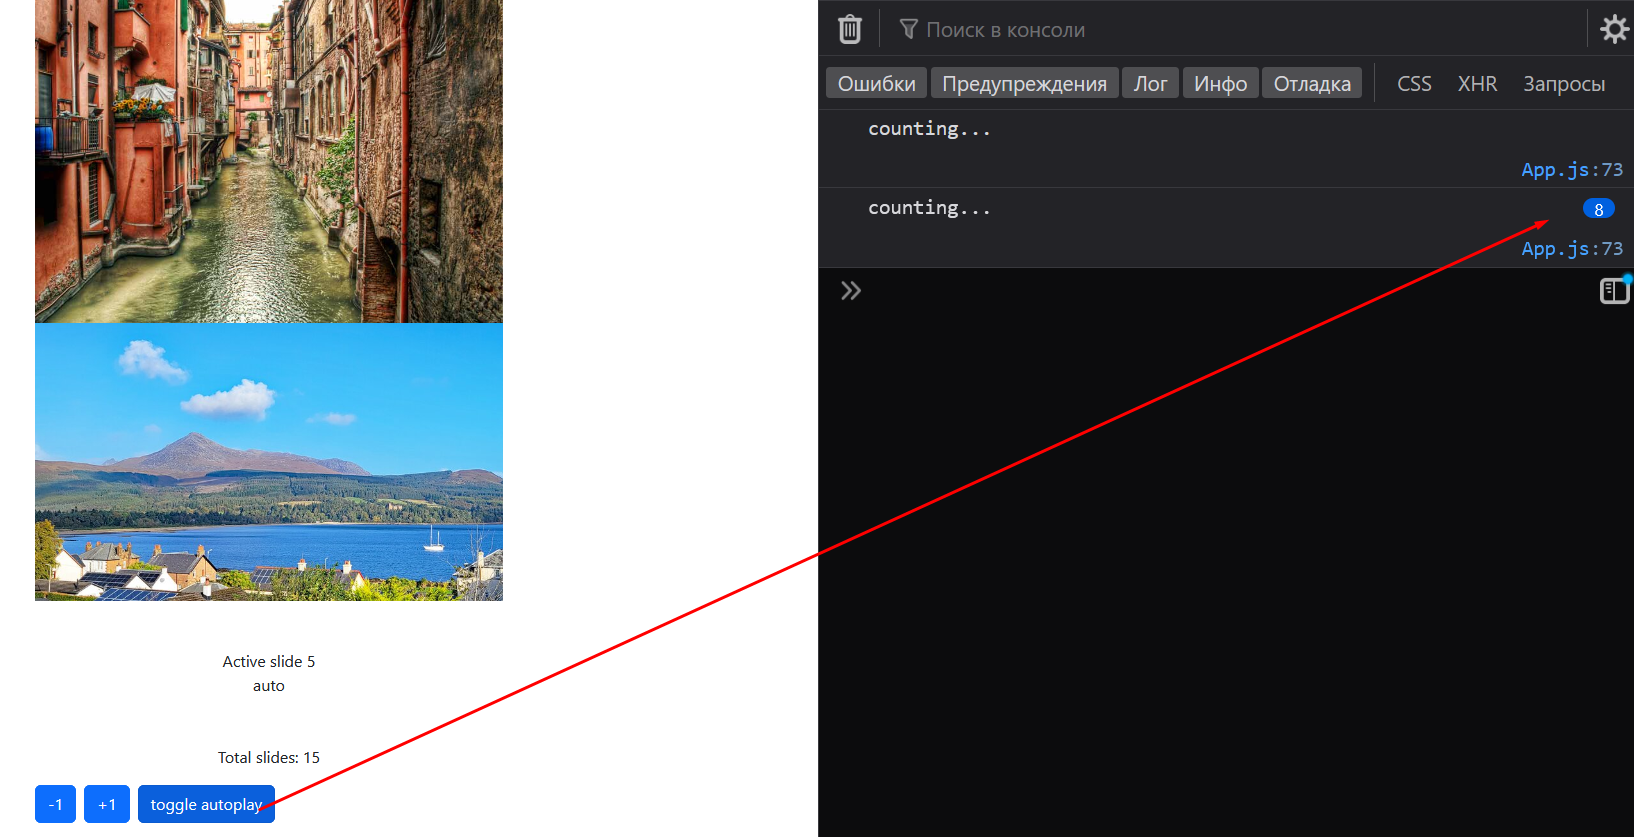 Поиск в консоли
Ошибки Предупреждения Лог Инфо Отладка CSS XHR Запросы
counting...
App.js:73
counting... 8
App.js:73
Active slide 5
auto
Total slides: 15
-1 +1 toggle autoplay